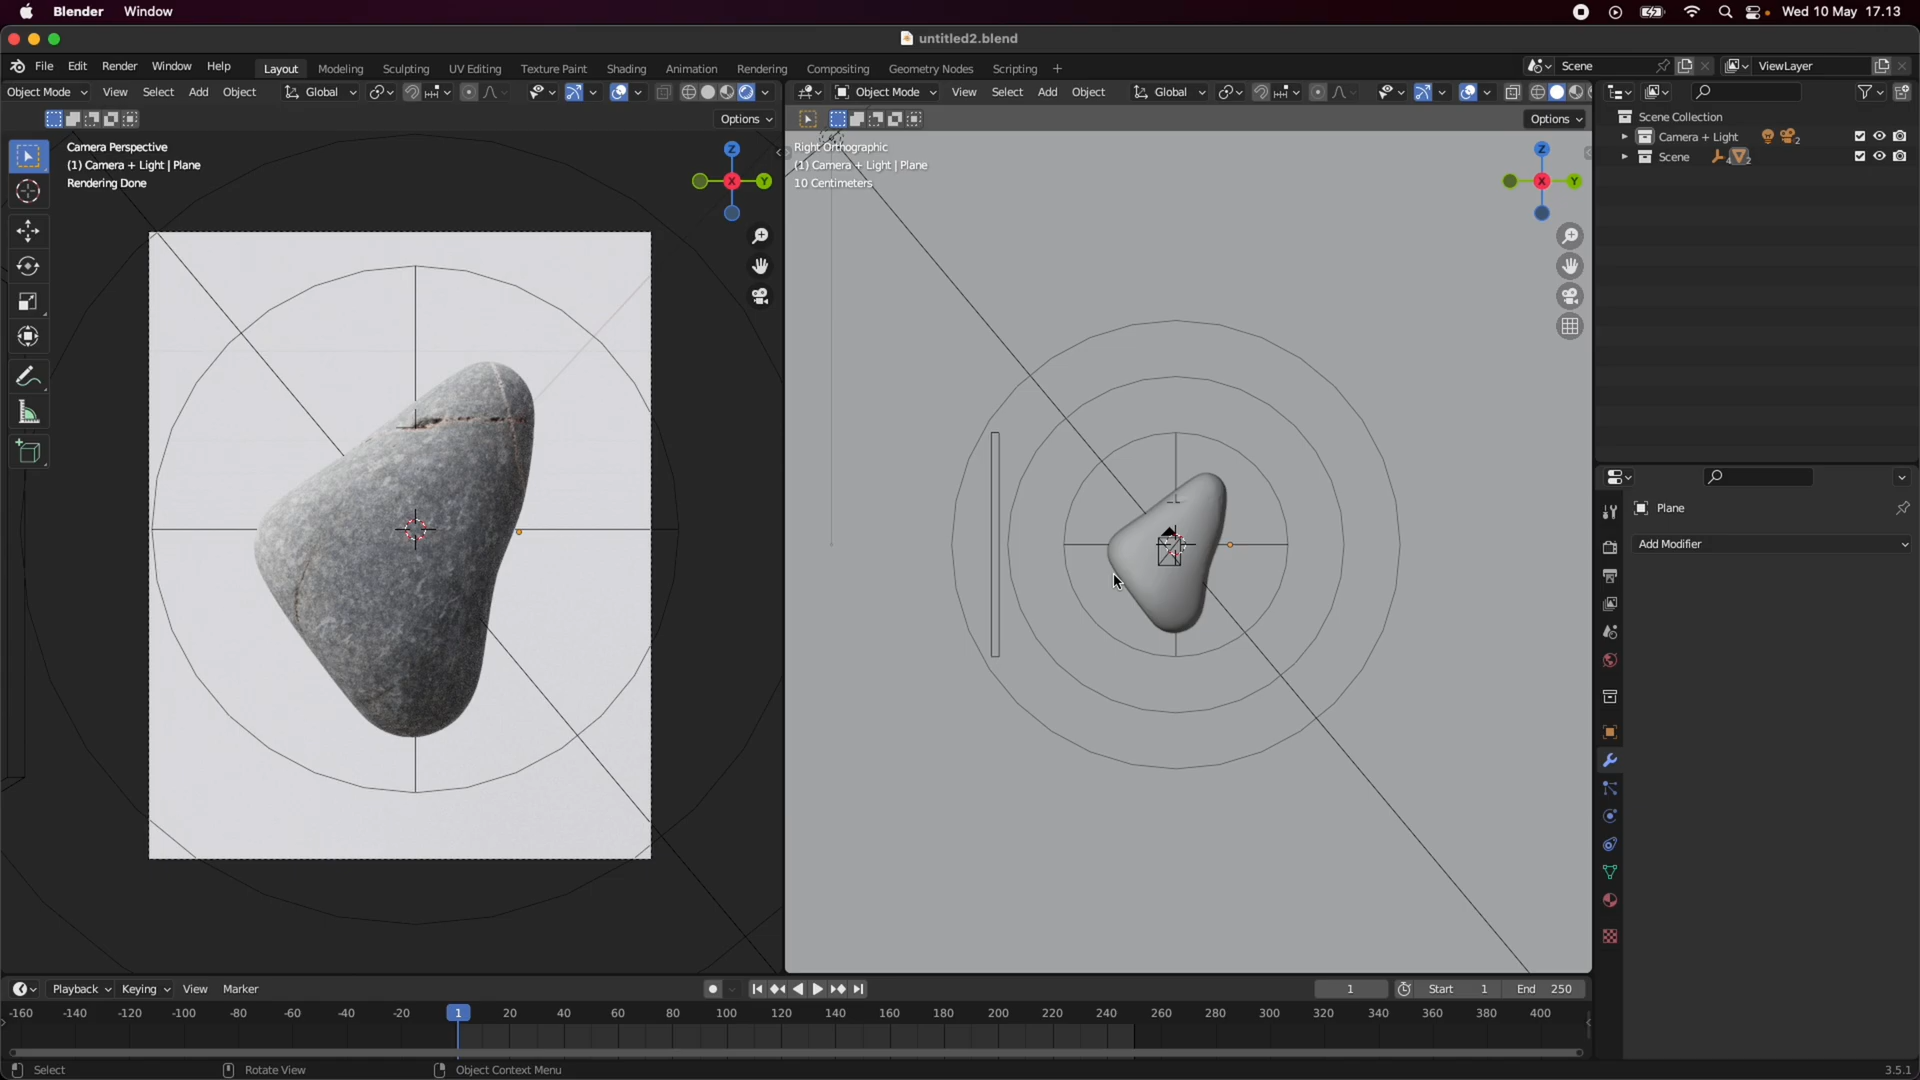 Blender Window Wed 10 May 17.13
untitled2.blend
File Edit Render Window Help Layout Modeling Sculpting UV Editing Texture Paint Shading Animation Rendering Compositing Geometry Nodes Scripting + Scene ViewLayer
Object Mode View Select Add Object Global Object Mode View Select Add Object Global
Options Options
Scene Collection
Camera + Light 2
Scene 4 2
Camera Perspective
(1) Camera + Light | Plane
Rendering Done
Z
X Y
Right Orthographic
(1) Camera + Light | Plane
10 Centimeters
Z
X Y
Plane
Add Modifier
Playback Keying View Marker 1 Start 1 End 250
-160 -140 -120 -100 -80 -60 -40 -20 1 20 40 60 80 100 120 140 160 180 200 220 240 260 280 300 320 340 360 380 400
Select Rotate View Object Context Menu 3.5.1